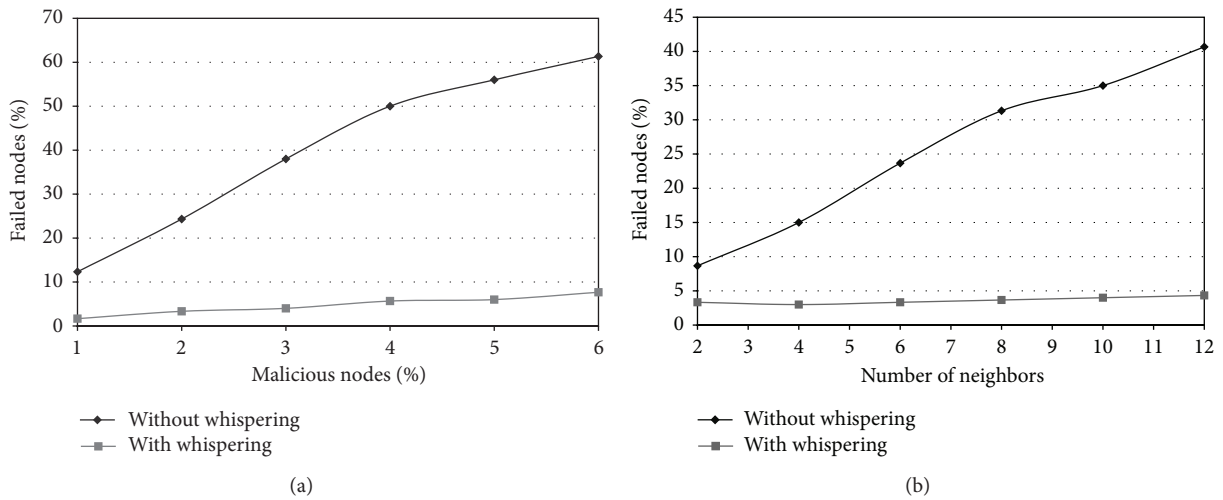 70
60
50
40
30
20
10
0
Failed nodes (%)
1 2 3 4 5 6
Malicious nodes (%)
Without whispering
With whispering
(a)
45
40
35
30
25
20
15
10
5
0
Failed nodes (%)
2 3 4 5 6 7 8 9 10 11 12
Number of neighbors
Without whispering
With whispering
(b)